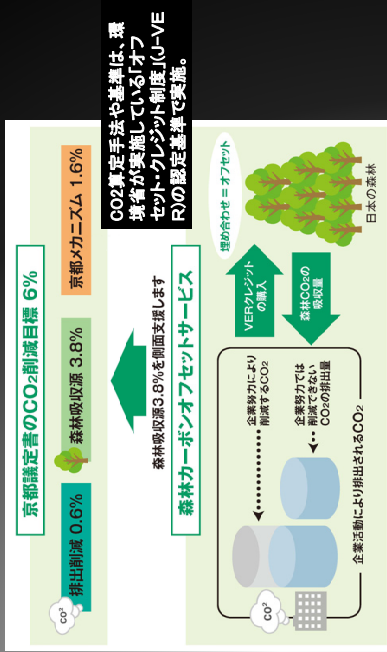 京都議定書のCO2削減目標 6%
CO²
排出削減 0.6%
森林吸収源 3.8%
京都メカニズム 1.6%
CO2算定手法や基準は、環
境省が実施している「オフ
セット・クレジット制度」(J-VE
R)の認定基準で実施。
森林吸収源3.8%を側面支援します
森林カーボンオフセットサービス
企業努力により
削減するCO2
企業努力では
削減できない
CO2の排出量
CO²
企業活動により排出されるCO2
VERクレジット
の購入
森林CO2の
吸収量
埋め合わせ = オフセット
日本の森林